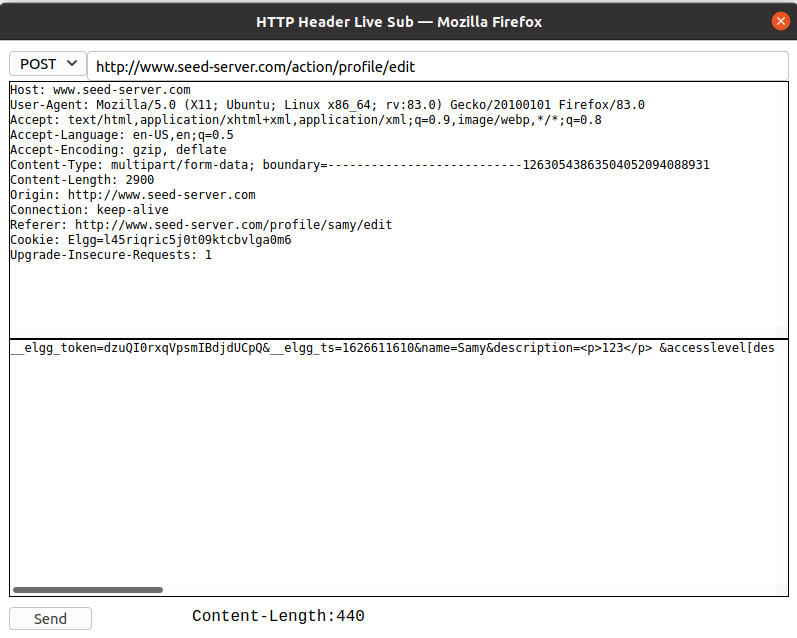 HTTP Header Live Sub — Mozilla Firefox
POST http://www.seed-server.com/action/profile/edit
Host: www.seed-server.com
User-Agent: Mozilla/5.0 (X11; Ubuntu; Linux x86_64; rv:83.0) Gecko/20100101 Firefox/83.0
Accept: text/html,application/xhtml+xml,application/xml;q=0.9,image/webp,*/*;q=0.8
Accept-Language: en-US,en;q=0.5
Accept-Encoding: gzip, deflate
Content-Type: multipart/form-data; boundary=---------------------------12630543863504052094088931
Content-Length: 2900
Origin: http://www.seed-server.com
Connection: keep-alive
Referer: http://www.seed-server.com/profile/samy/edit
Cookie: Elgg=l45riqric5j0t09ktcbvlga0m6
Upgrade-Insecure-Requests: 1
__elgg_token=dzuQI0rxqVpsmIBdjdUCpQ&__elgg_ts=1626611610&name=Samy&description=<p>123</p> &accesslevel[des
Send Content-Length:440